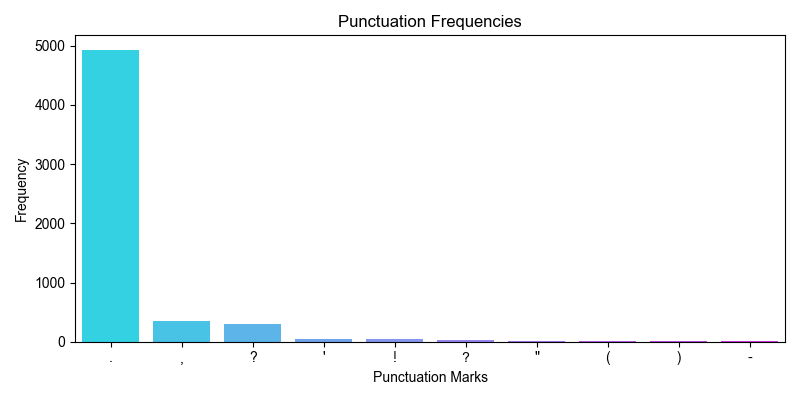 Punctuation Frequencies
5000
4000
3000
2000
1000
0
Frequency
. , ? ' ! ? " ( ) -
Punctuation Marks